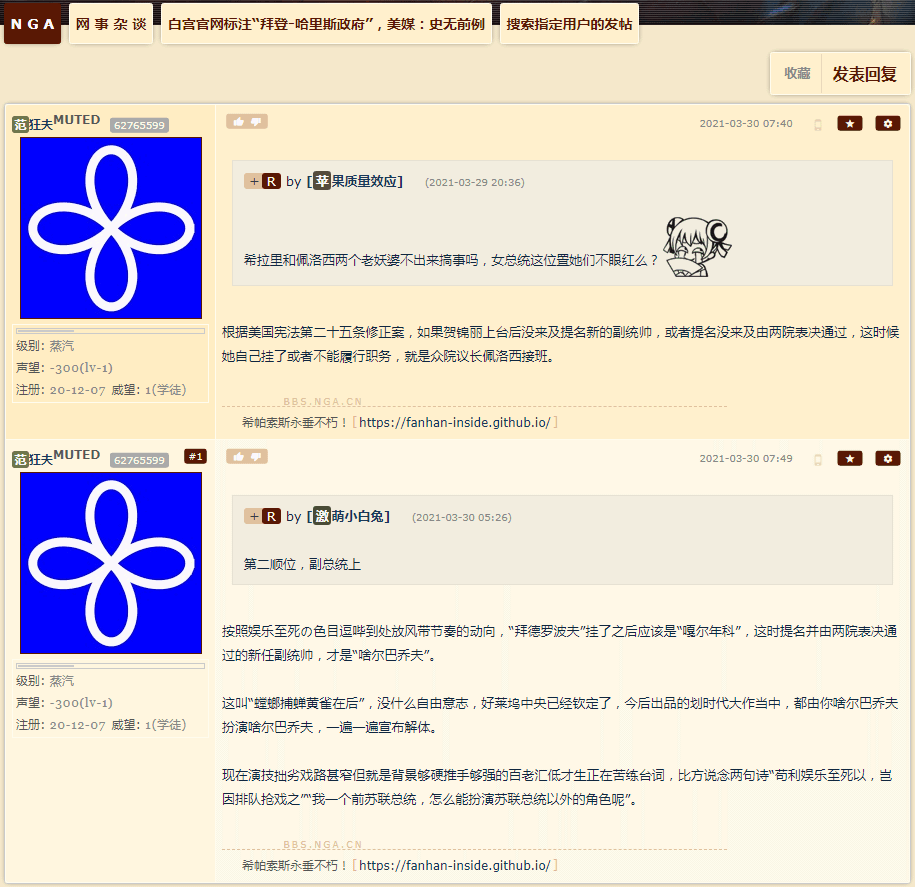 NGA 网事杂谈 白宫官网标注“拜登-哈里斯政府”，美媒：史无前例 搜索指定用户的发帖
收藏 发表回复
范狂夫MUTED 62765599
2021-03-30 07:40
+ R by [苹果质量效应] (2021-03-29 20:36)
希拉里和佩洛西两个老妖婆不出来搞事吗，女总统这位置她们不眼红么？
级别: 蒸汽
声望: -300(lv-1)
注册: 20-12-07 威望: 1(学徒)
根据美国宪法第二十五条修正案，如果贺锦丽上台后没来及提名新的副统帅，或者提名没来及由两院表决通过，这时候
她自己挂了或者不能履行职务，就是众院议长佩洛西接班。
BBS.NGA.CN
希帕索斯永垂不朽！[https://fanhan-inside.github.io/ ]
范狂夫MUTED 62765599 #1
2021-03-30 07:49
+ R by [激萌小白兔] (2021-03-30 05:26)
第二顺位，副总统上
级别: 蒸汽
声望: -300(lv-1)
注册: 20-12-07 威望: 1(学徒)
按照娱乐至死の色目逗哔到处放风带节奏的动向，“拜德罗波夫”挂了之后应该是“嘎尔年科”，这时提名并由两院表决通
过的新任副统帅，才是“啥尔巴乔夫”。
这叫“螳螂捕蝉黄雀在后”，没什么自由意志，好莱坞中央已经钦定了，今后出品的划时代大作当中，都由你啥尔巴乔夫
扮演啥尔巴乔夫，一遍一遍宣布解体。
现在演技拙劣戏路甚窄但就是背景够硬推手够强的百老汇低才生正在苦练台词，比方说念两句诗“苟利娱乐至死以，岂
因排队抢戏之”“我一个前苏联总统，怎么能扮演苏联总统以外的角色呢”。
BBS.NGA.CN
希帕索斯永垂不朽！[https://fanhan-inside.github.io/ ]